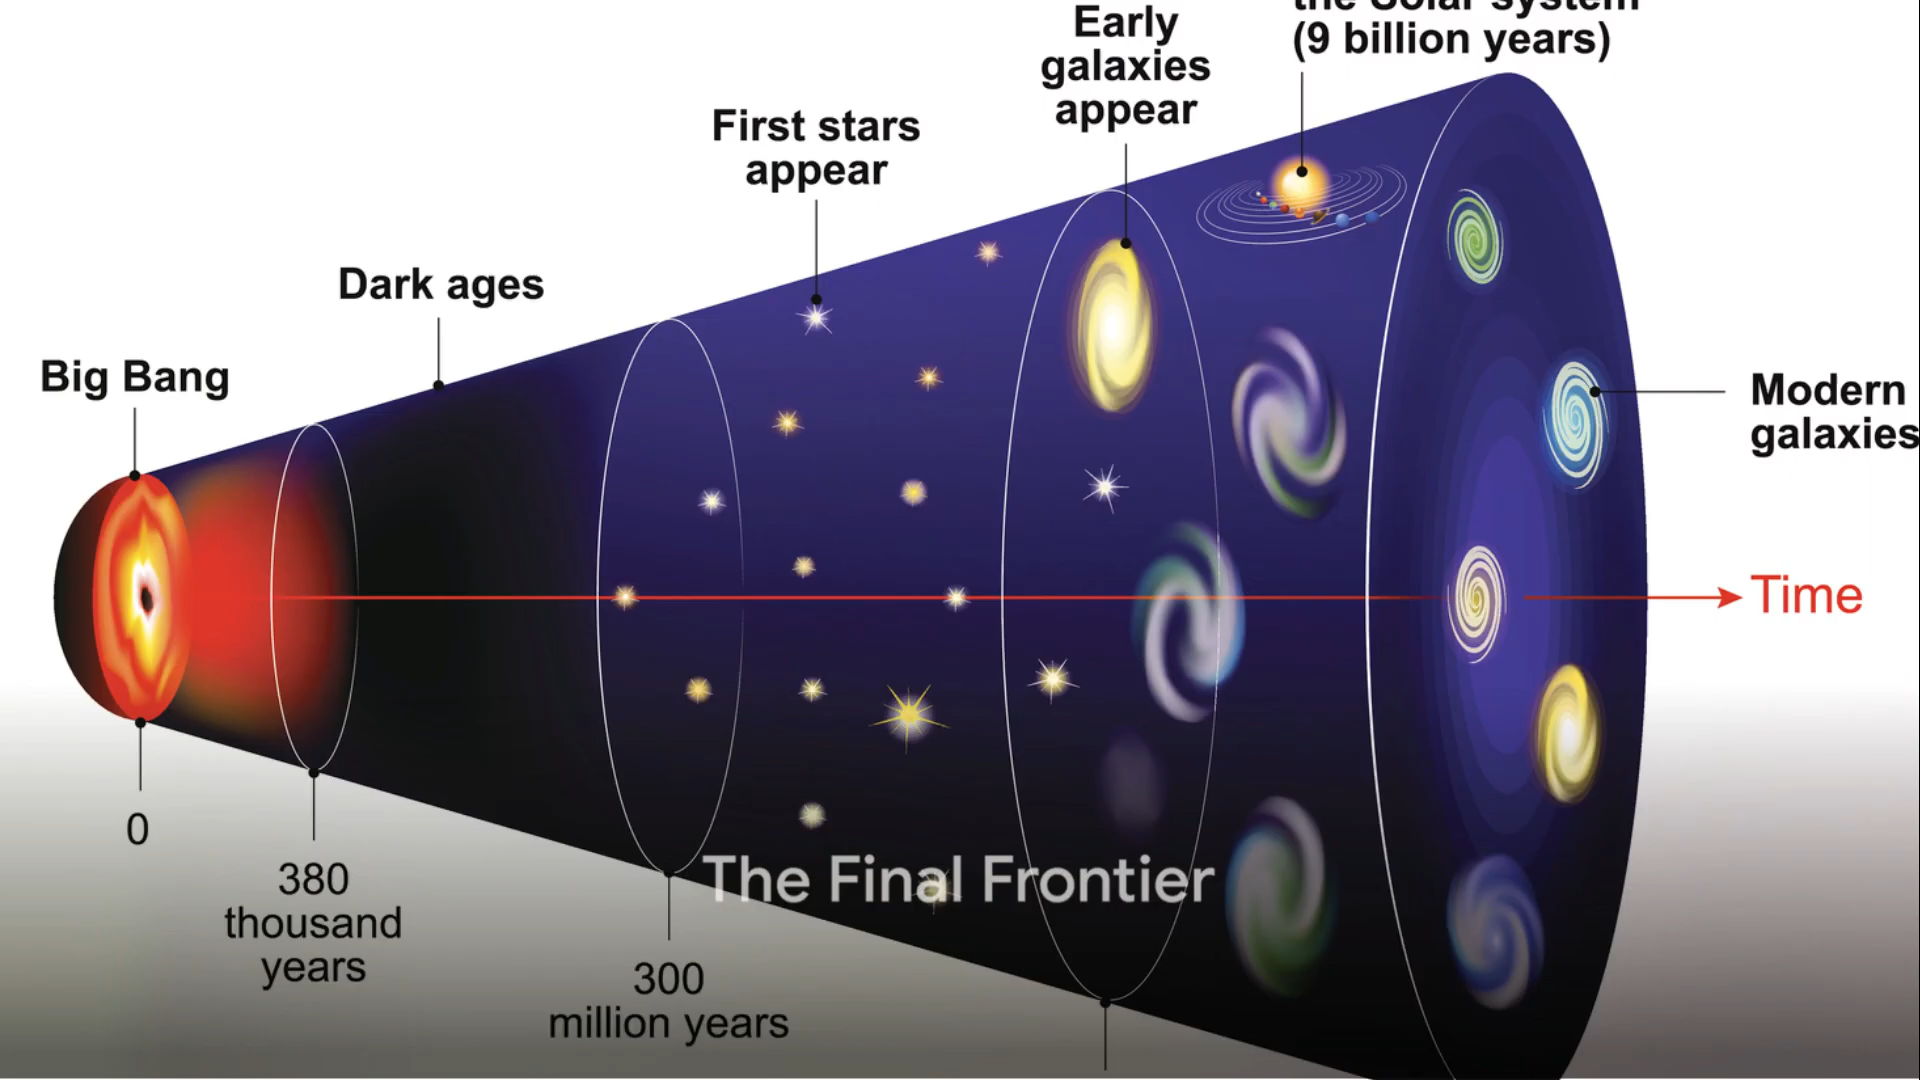 the Solar system
(9 billion years)
Early
galaxies
appear
First stars
appear
Dark ages
Big Bang
Modern
galaxies
Time
0
380
thousand
years
300
million years
The Final Frontier